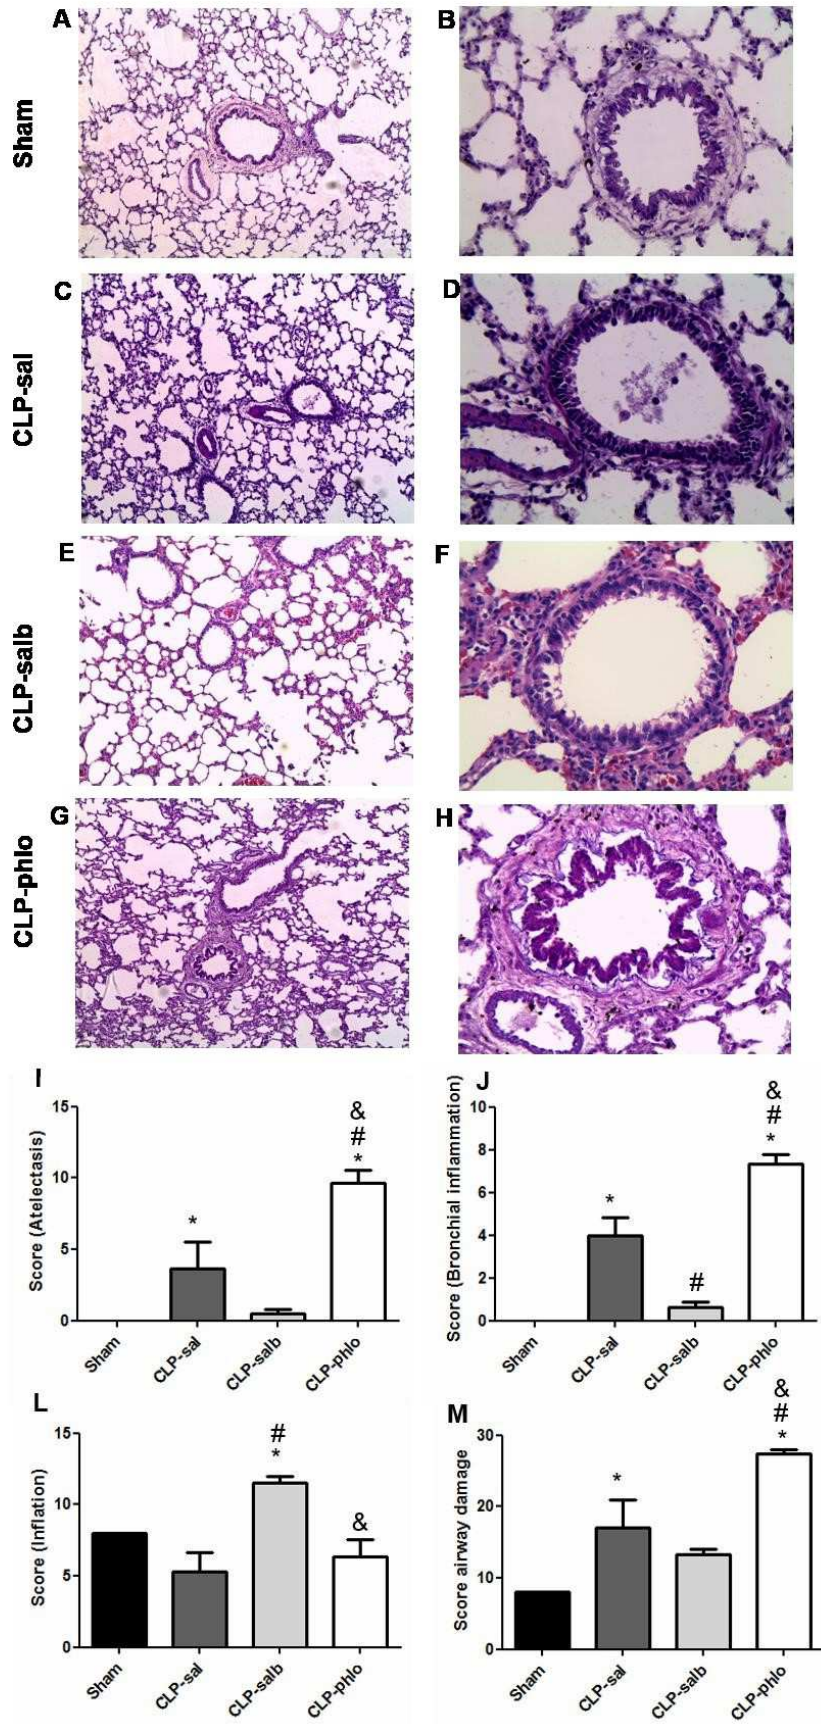 A
B
Sham
C
D
CLP-sal
E
F
CLP-salb
G
H
CLP-phlo
I
15
10
5
0
Score (Atelectasis)
*
&
#
*
Sham
CLP-sal
CLP-salb
CLP-phlo
J
10
8
6
4
2
0
Score (Bronchial inflammation)
*
#
&
#
*
Sham
CLP-sal
CLP-salb
CLP-phlo
L
15
10
5
0
Score (Inflation)
#
*
&
Sham
CLP-sal
CLP-salb
CLP-phlo
M
30
20
10
0
Score airway damage
*
&
#
*
Sham
CLP-sal
CLP-salb
CLP-phlo